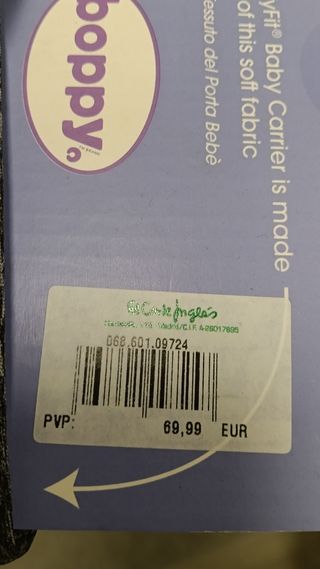 boppy
yFit® Baby Carrier is made
of this soft fabric
essuto del Porta Bebè
El Corte Inglés
068.601.09724
PVP: 69,99 EUR